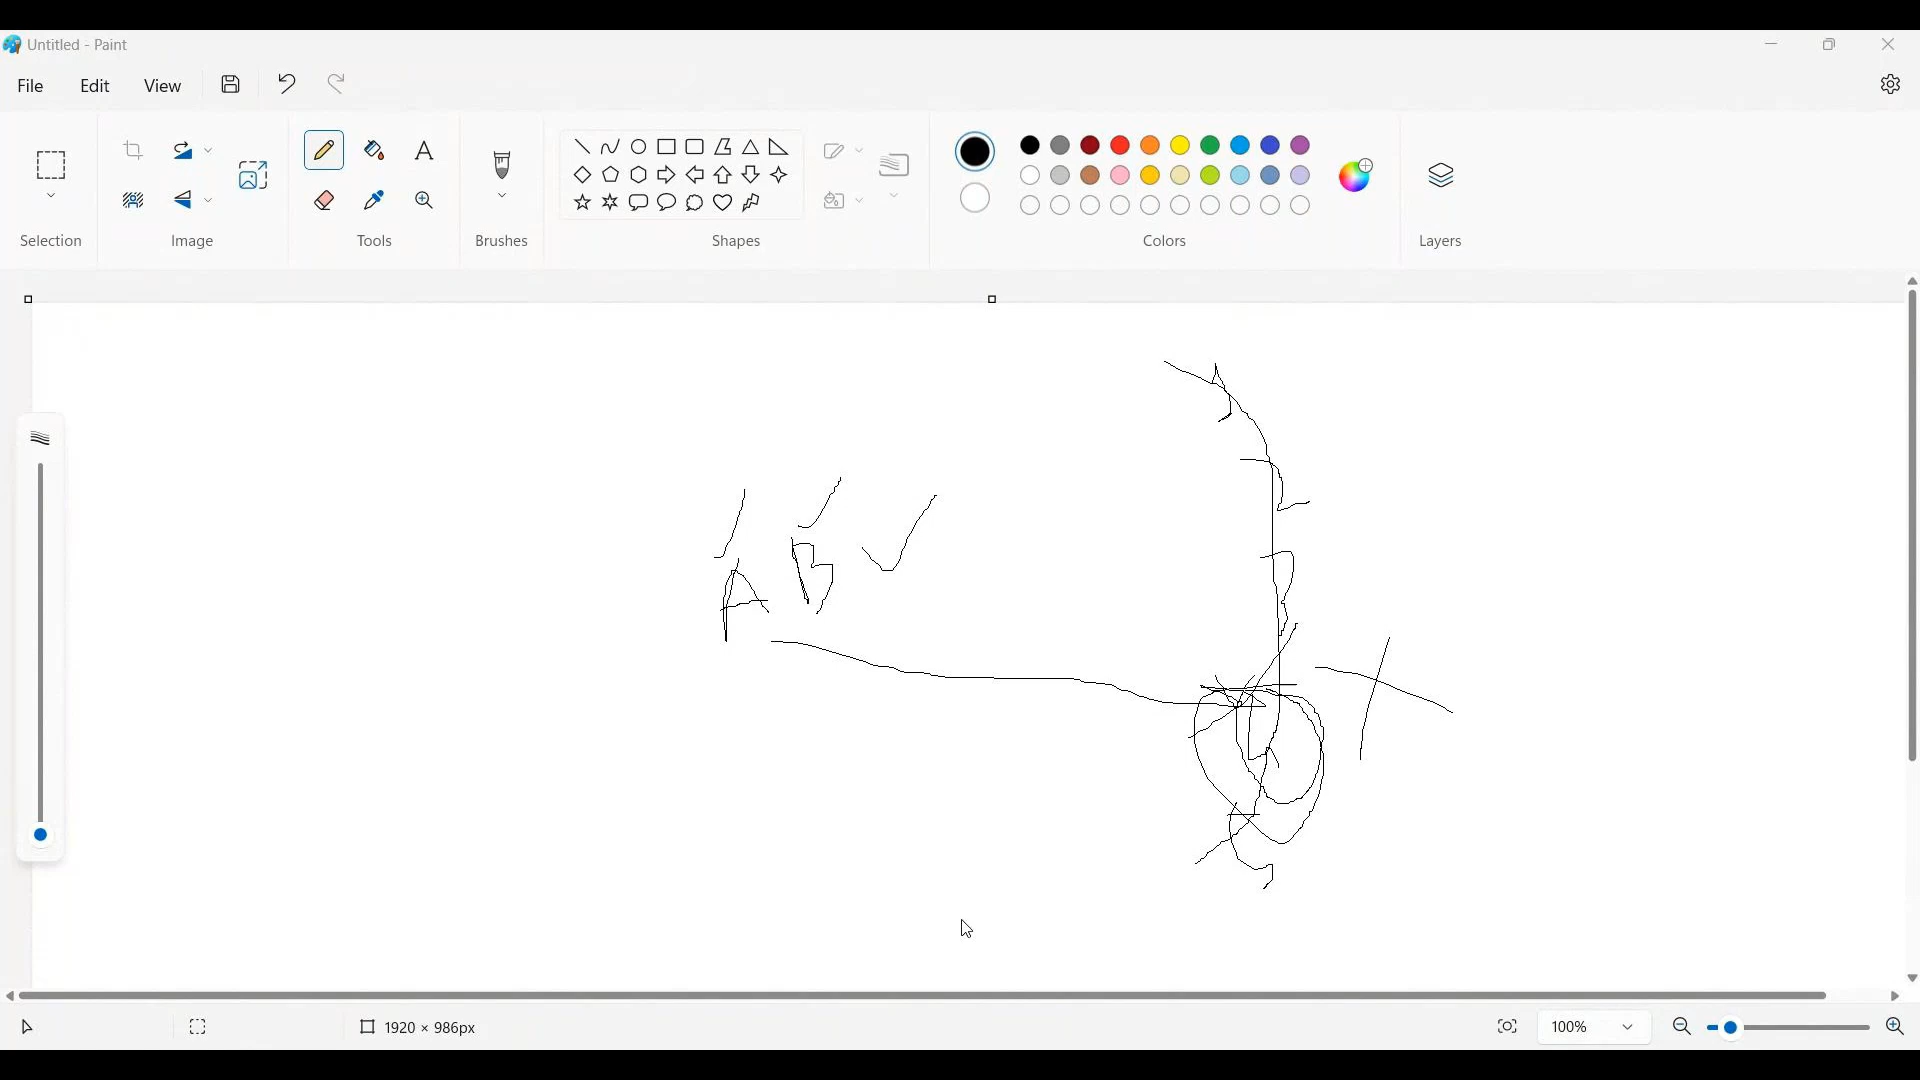 Untitled - Paint
File Edit View
Selection Image Tools Brushes Shapes Colors Layers
A B
1920 × 986px 100%